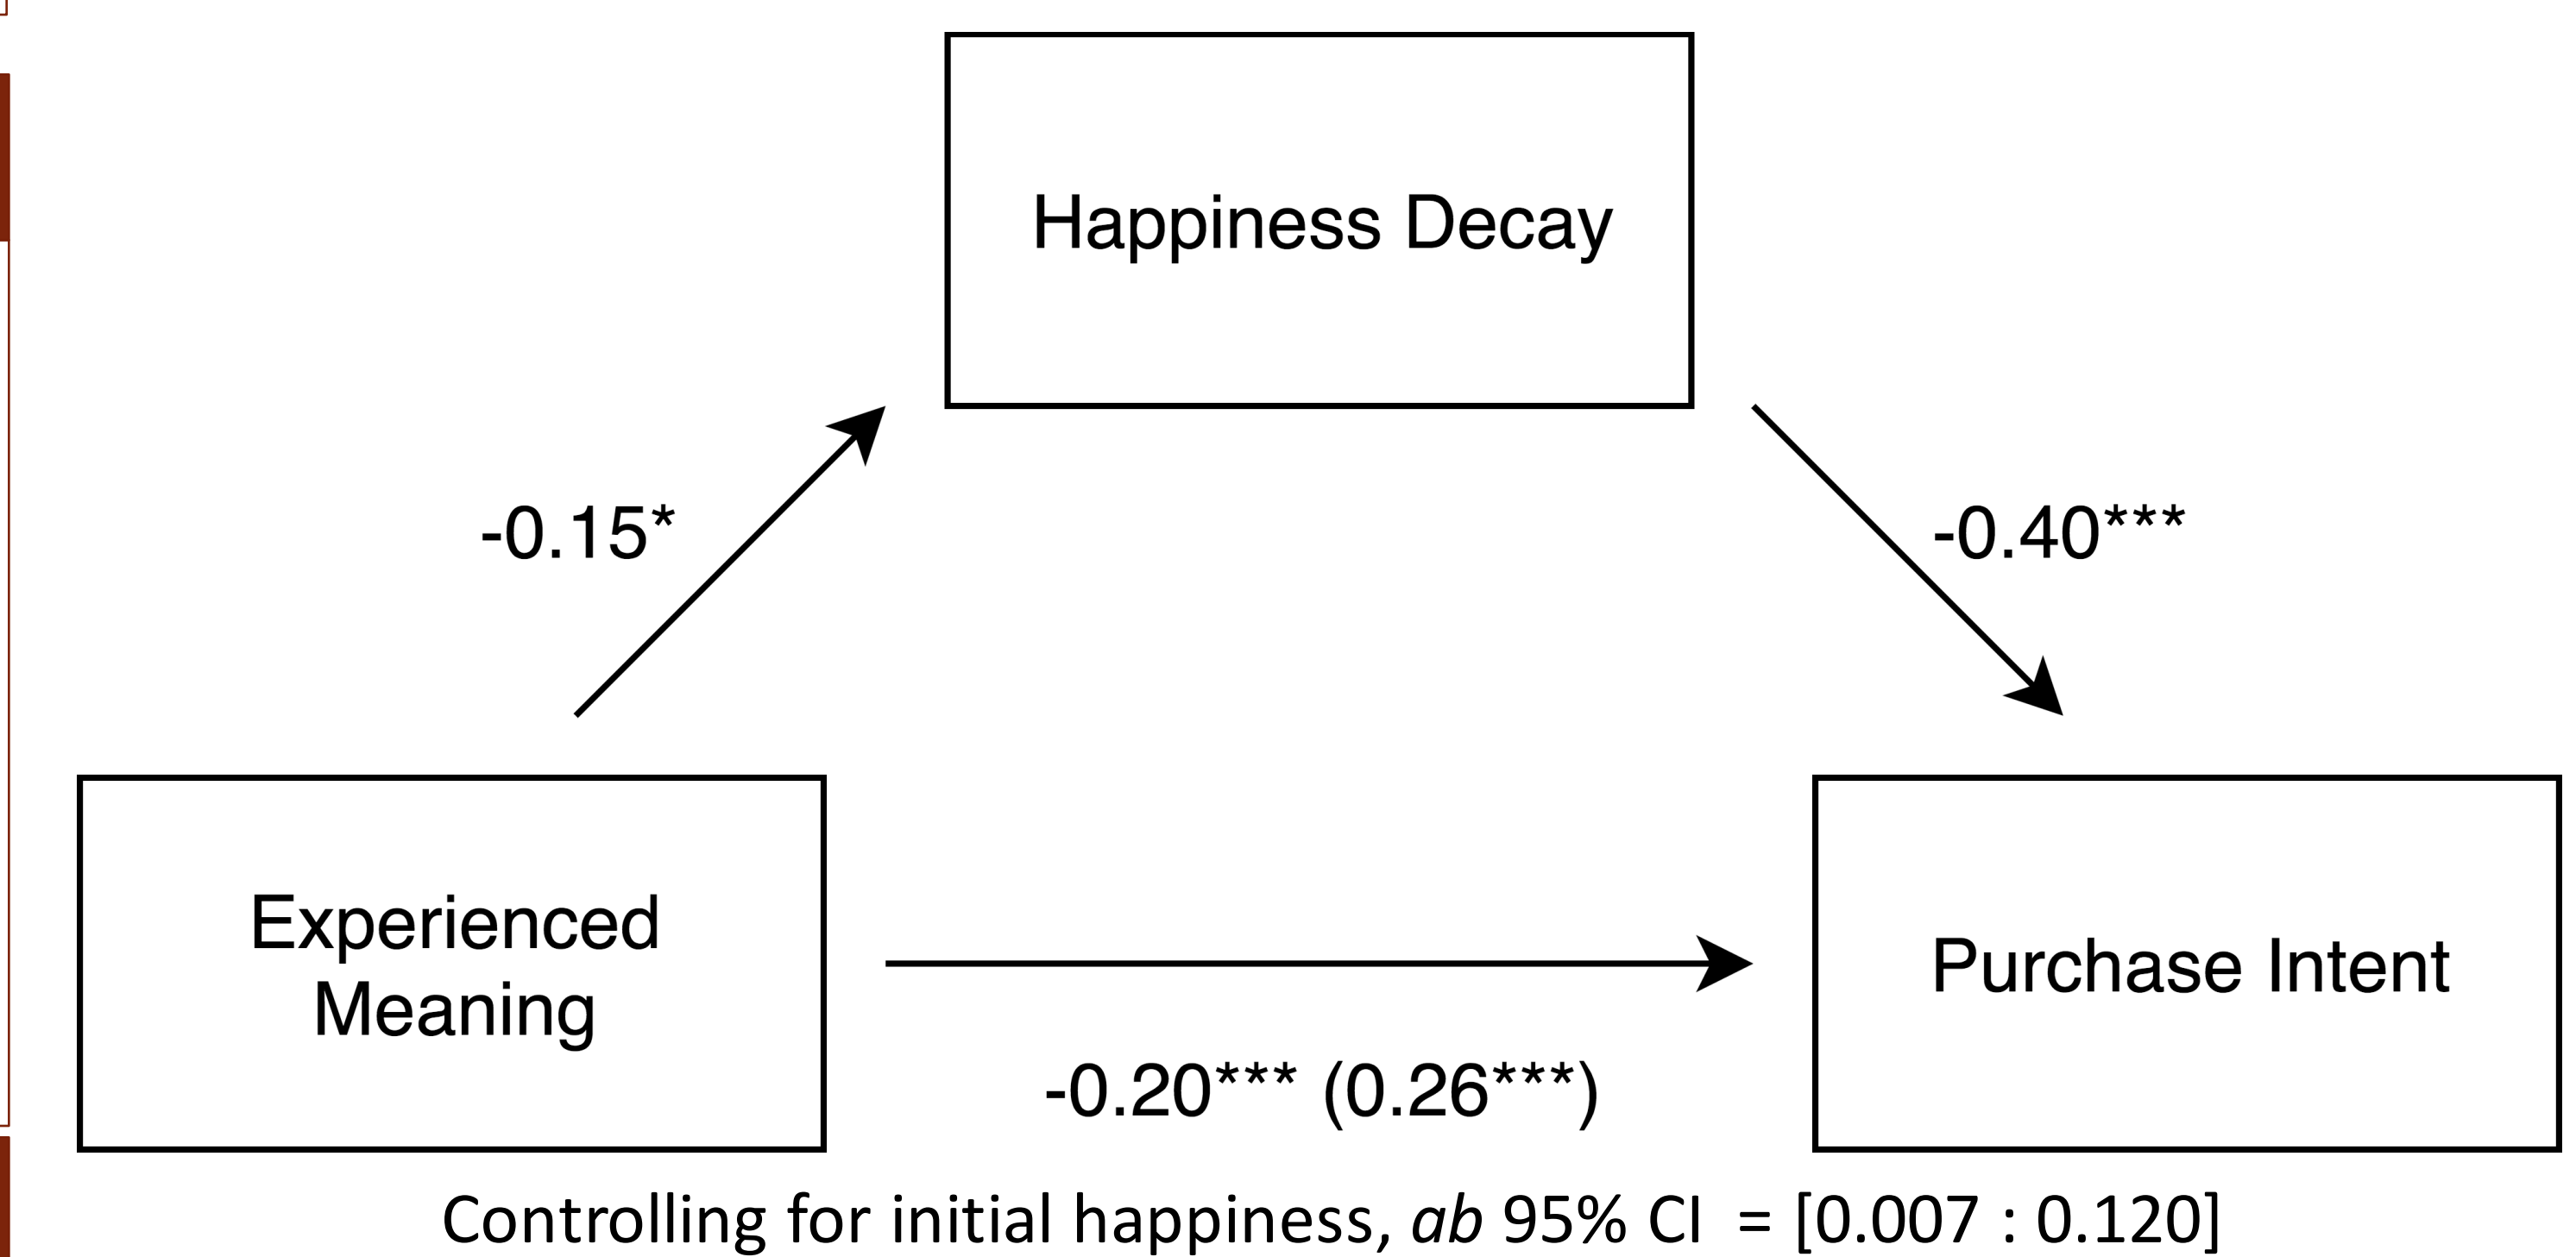 Happiness Decay
-0.15*
-0.40***
Experienced
Meaning
Purchase Intent
-0.20*** (0.26***)
Controlling for initial happiness, ab 95% CI = [0.007 : 0.120]